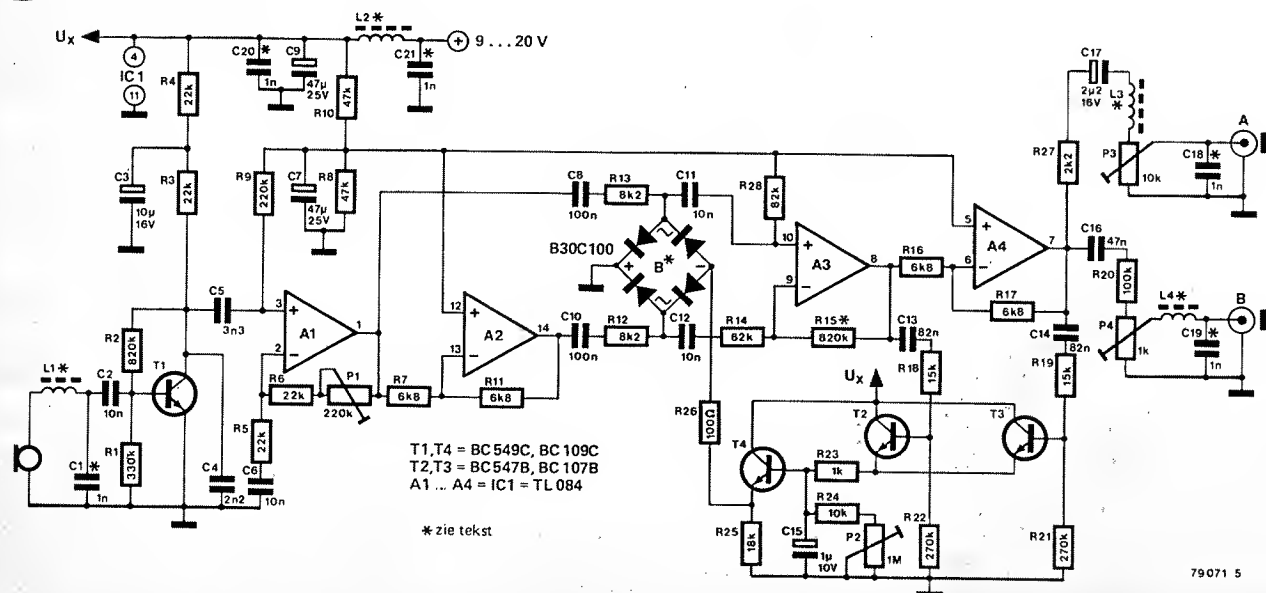 Ux
4
IC1
11
R4
22k
C20 *
1n
C9
47µ
25V
L2*
C21 *
1n
+ 9...20 V
R10
47k
C3
10µ
16V
R3
22k
R9
220k
C7
47µ
25V
R8
47k
C5
3n3
R2
820k
L1*
C2
10n
T1
R1
330k
C1 *
1n
C4
2n2
R5
22k
C6
10n
3
+
2
−
A1
1
R6
22k
P1
220k
R7
6k8
12
+
13
−
A2
14
R11
6k8
C8
100n
R13
8k2
C11
10n
B30C100
B*
+
−
C10
100n
R12
8k2
C12
10n
R14
82k
R28
82k
10
+
9
−
A3
8
R15*
820k
R16
6k8
C13
82n
R18
15k
5
+
6
−
A4
7
R17
6k8
C14
82n
R19
15k
R27
2k2
C17
2µ2
16V
L3
*
P3
10k
C18 *
1n
A
C16
47n
R20
100k
P4
1k
L4*
C19 *
1n
B
R26
100Ω
T4
Ux
T2
T3
R23
1k
R24
10k
R25
18k
C15
1µ
10V
P2
1M
R22
270k
R21
270k
T1,T4 = BC549C, BC109C
T2,T3 = BC547B, BC107B
A1 ... A4 = IC1 = TL084
* zie tekst
79071 5